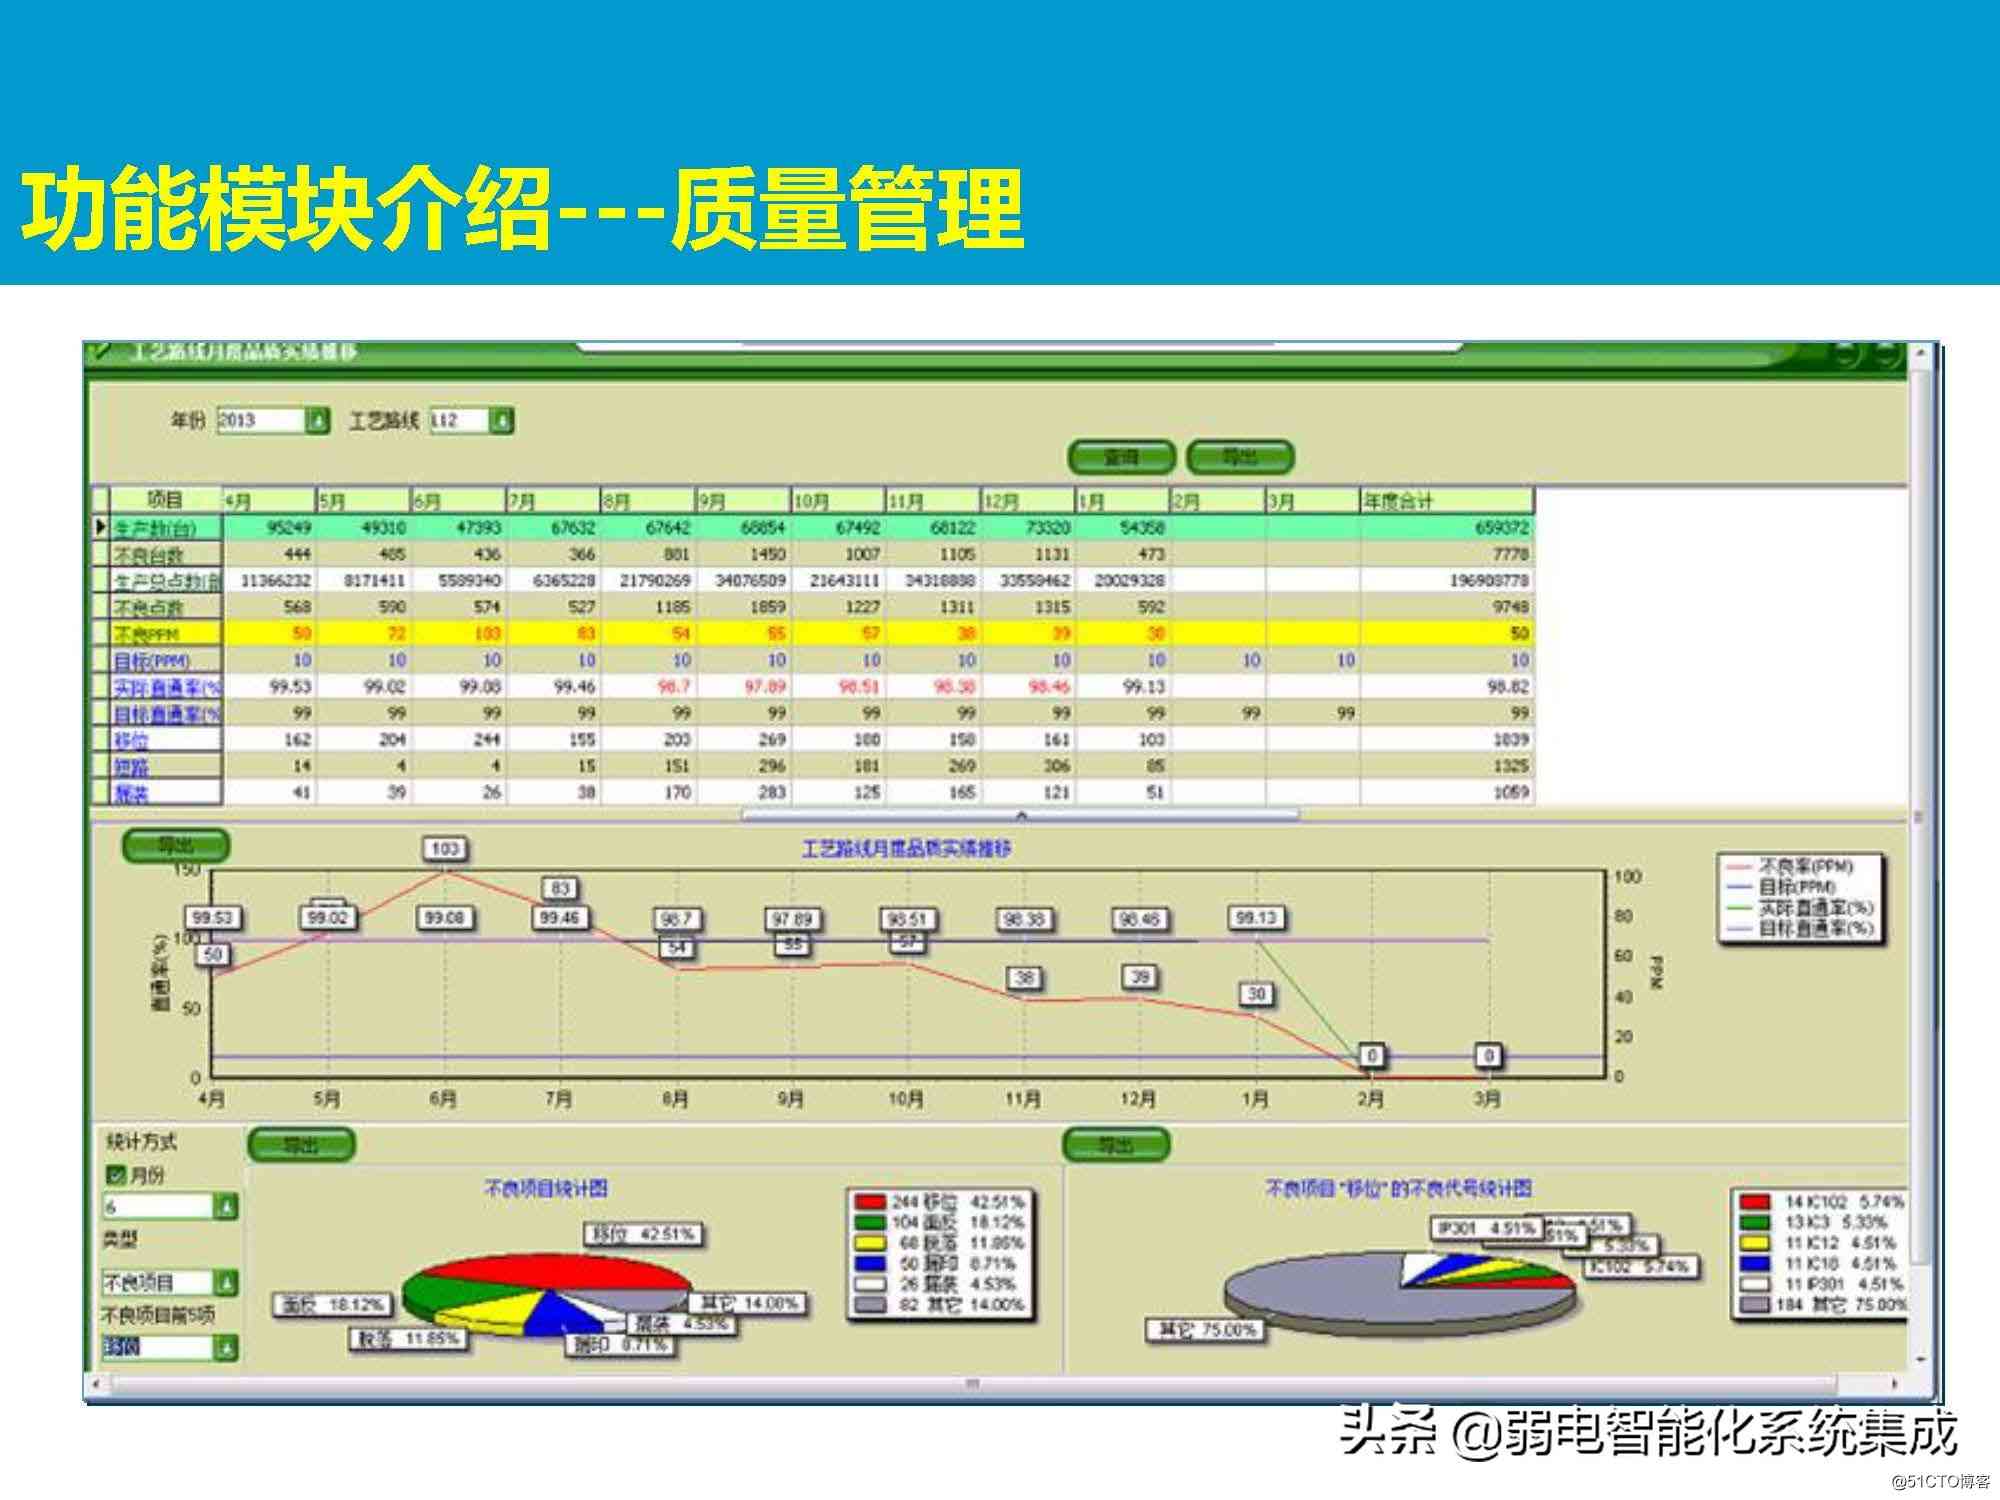 功能模块介绍---质量管理
工艺路线月度品质实绩推移
年份 2013 工艺路线 L12
查询 导出
项目 4月 5月 6月 7月 8月 9月 10月 11月 12月 1月 2月 3月 年度合计
生产数(台) 95249 49310 47393 67632 67642 68854 67492 68122 73320 54358 659372
不良台数 444 485 436 366 881 1450 1007 1105 1131 473 7778
生产总点数 11366232 8171411 5589340 6365228 21790269 34076509 21643111 34318888 33558462 20029328 196908778
不良点数 568 590 574 527 1185 1859 1227 1311 1315 592 9748
不良PPM 50 72 103 83 54 55 57 38 39 30 50
目标(PPM) 10 10 10 10 10 10 10 10 10 10 10 10 10
实际直通率(% 99.53 99.02 99.08 99.46 98.7 97.89 98.51 98.38 98.46 99.13 98.82
目标直通率(% 99 99 99 99 99 99 99 99 99 99 99 99 99
移位 162 204 244 155 203 269 180 158 161 103 1839
短路 14 4 4 15 151 296 181 269 306 85 1325
漏装 41 39 26 38 170 283 125 165 121 51 1059
导出
工艺路线月度品质实绩推移
不良率(PPM)
目标(PPM)
实际直通率(%)
目标直通率(%)
103
83
99.53 99.02 99.08 99.46 98.7 97.89 98.51 98.38 98.46 99.13
50 54 55 57 38 39 30 0 0
直通率(%)
150
100
50
0
100
80
60
40
20
0
PPM
4月 5月 6月 7月 8月 9月 10月 11月 12月 1月 2月 3月
统计方式
月份
6
类型
不良项目
不良项目前5项
移位
导出
不良项目统计图
移位 42.51%
面反 18.12%
脱落 11.85%
漏印 8.71%
漏装 4.53%
其它 14.00%
244 移位 42.51%
104 面反 18.12%
68 脱落 11.85%
50 漏印 8.71%
26 漏装 4.53%
82 其它 14.00%
导出
不良项目"移位"的不良代号统计图
IP301 4.51%
51%
5.33%
IC102 5.74%
其它 75.00%
14 IC102 5.74%
13 IC3 5.33%
11 IC12 4.51%
11 IC18 4.51%
11 IP301 4.51%
184 其它 75.00%
头条 @弱电智能化系统集成
@51CTO博客